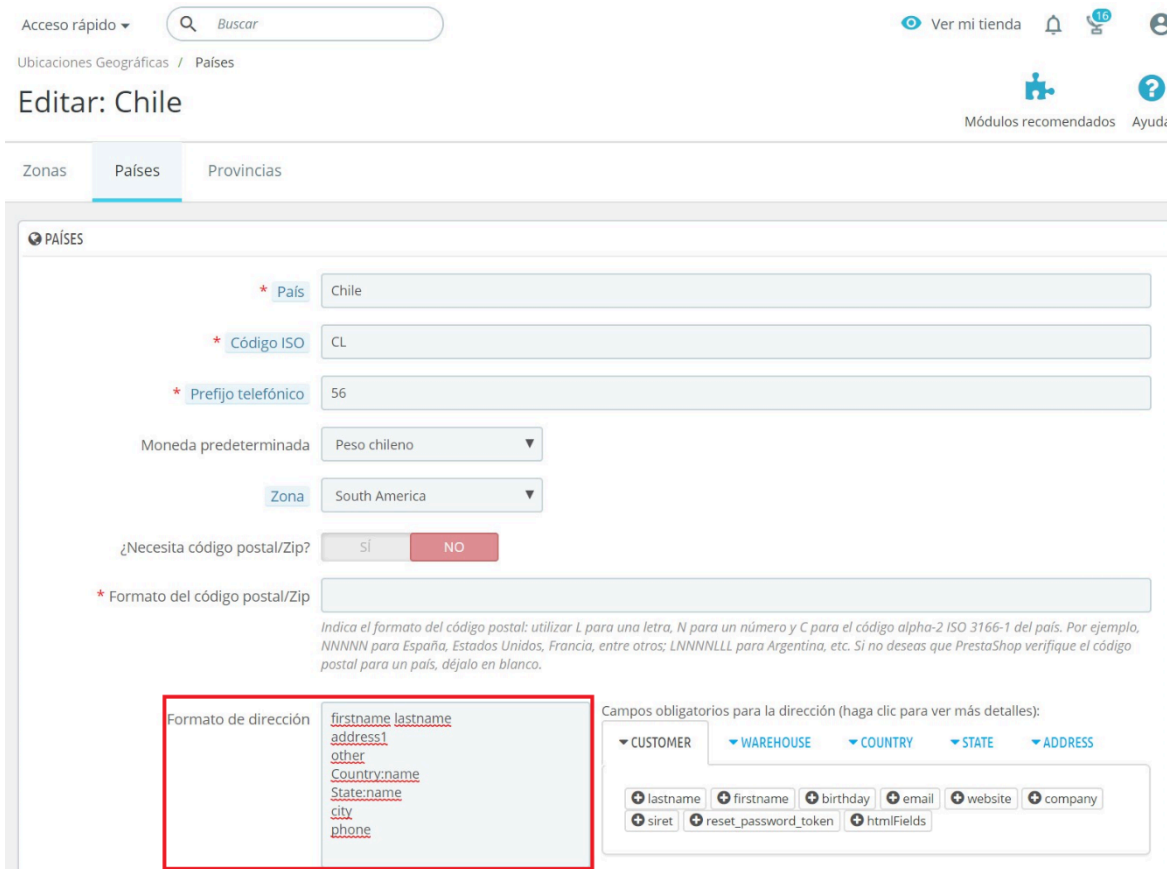 Acceso rápido
Buscar
Ver mi tienda
16
Ubicaciones Geográficas / Países
Editar: Chile
Módulos recomendados
Ayuda
Zonas
Países
Provincias
PAÍSES
* País
Chile
* Código ISO
CL
* Prefijo telefónico
56
Moneda predeterminada
Peso chileno
Zona
South America
¿Necesita código postal/Zip?
SÍ
NO
* Formato del código postal/Zip
Indica el formato del código postal: utilizar L para una letra, N para un número y C para el código alpha-2 ISO 3166-1 del país. Por ejemplo,
NNNNN para España, Estados Unidos, Francia, entre otros; LNNNNLLL para Argentina, etc. Si no deseas que PrestaShop verifique el código
postal para un país, déjalo en blanco.
Formato de dirección
firstname lastname
address1
other
Country:name
State:name
city
phone
Campos obligatorios para la dirección (haga clic para ver más detalles):
CUSTOMER
WAREHOUSE
COUNTRY
STATE
ADDRESS
lastname firstname birthday email website company
siret reset_password_token htmlFields